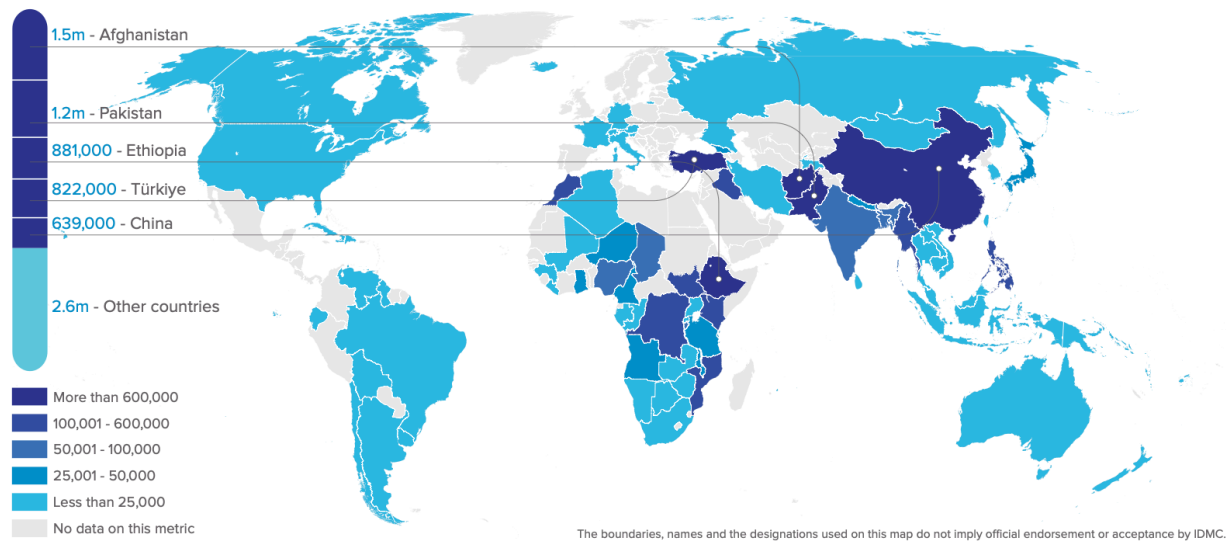 1.5m - Afghanistan
1.2m - Pakistan
881,000 - Ethiopia
822,000 - Türkiye
639,000 - China
2.6m - Other countries
More than 600,000
100,001 - 600,000
50,001 - 100,000
25,001 - 50,000
Less than 25,000
No data on this metric
The boundaries, names and the designations used on this map do not imply official endorsement or acceptance by IDMC.